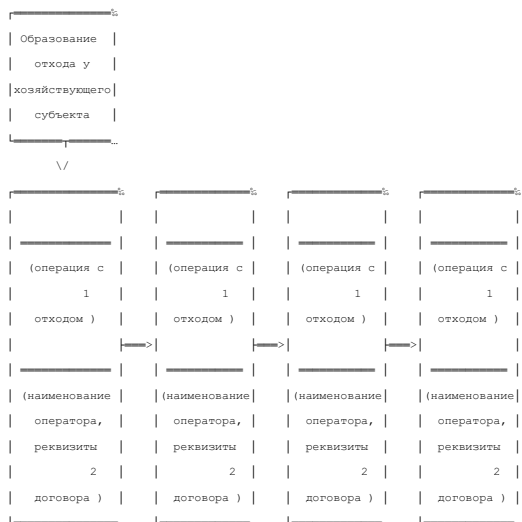 Образование
отхода у
хозяйствующего
субъекта
\/
(операция с (операция с (операция с (операция с
1 1 1 1
отходом ) отходом ) отходом ) отходом )
> > >
(наименование (наименование (наименование (наименование
оператора, оператора, оператора, оператора,
реквизиты реквизиты реквизиты реквизиты
2 2 2 2
договора ) договора ) договора ) договора )